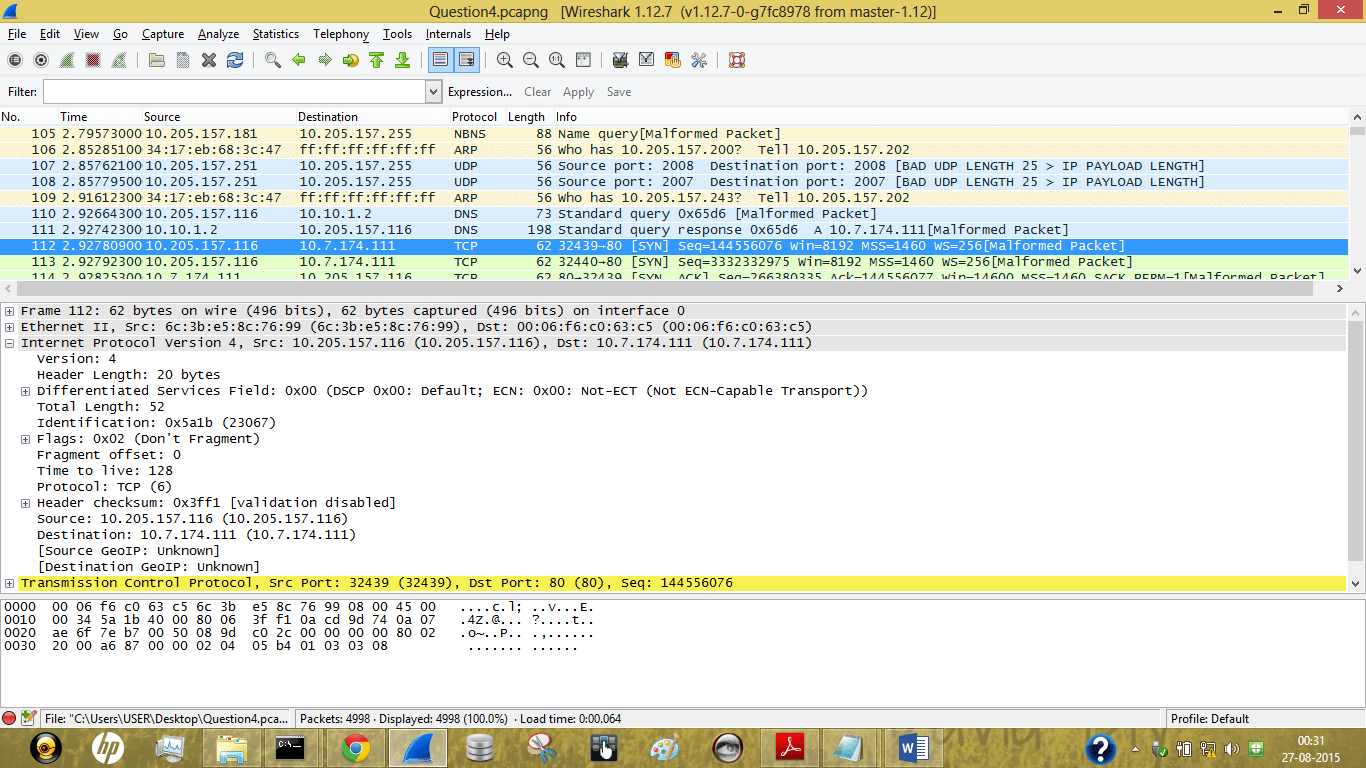 Question4.pcapng [Wireshark 1.12.7 (v1.12.7-0-g7fc8978 from master-1.12)]
File Edit View Go Capture Analyze Statistics Telephony Tools Internals Help
Filter: Expression... Clear Apply Save
No. Time Source Destination Protocol Length Info
105 2.79573000 10.205.157.181 10.205.157.255 NBNS 88 Name query[Malformed Packet]
106 2.85285100 34:17:eb:68:3c:47 ff:ff:ff:ff:ff:ff ARP 56 Who has 10.205.157.200? Tell 10.205.157.202
107 2.85762100 10.205.157.251 10.205.157.255 UDP 56 Source port: 2008 Destination port: 2008 [BAD UDP LENGTH 25 > IP PAYLOAD LENGTH]
108 2.85779500 10.205.157.251 10.205.157.255 UDP 56 Source port: 2007 Destination port: 2007 [BAD UDP LENGTH 25 > IP PAYLOAD LENGTH]
109 2.91612300 34:17:eb:68:3c:47 ff:ff:ff:ff:ff:ff ARP 56 Who has 10.205.157.243? Tell 10.205.157.202
110 2.92664300 10.205.157.116 10.10.1.2 DNS 73 Standard query 0x65d6 [Malformed Packet]
111 2.92742300 10.10.1.2 10.205.157.116 DNS 198 Standard query response 0x65d6 A 10.7.174.111[Malformed Packet]
112 2.92780900 10.205.157.116 10.7.174.111 TCP 62 32439→80 [SYN] Seq=144556076 Win=8192 MSS=1460 WS=256[Malformed Packet]
113 2.92792300 10.205.157.116 10.7.174.111 TCP 62 32440→80 [SYN] Seq=3332332975 Win=8192 MSS=1460 WS=256[Malformed Packet]
114 2.92825300 10.7.174.111 10.205.157.116 TCP 62 80→32439 [SYN, ACK] Seq=266380335 Ack=144556077 Win=14600 MSS=1460 SACK_PERM=1[Malformed Packet]
Frame 112: 62 bytes on wire (496 bits), 62 bytes captured (496 bits) on interface 0
Ethernet II, Src: 6c:3b:e5:8c:76:99 (6c:3b:e5:8c:76:99), Dst: 00:06:f6:c0:63:c5 (00:06:f6:c0:63:c5)
Internet Protocol Version 4, Src: 10.205.157.116 (10.205.157.116), Dst: 10.7.174.111 (10.7.174.111)
Version: 4
Header Length: 20 bytes
Differentiated Services Field: 0x00 (DSCP 0x00: Default; ECN: 0x00: Not-ECT (Not ECN-Capable Transport))
Total Length: 52
Identification: 0x5a1b (23067)
Flags: 0x02 (Don't Fragment)
Fragment offset: 0
Time to live: 128
Protocol: TCP (6)
Header checksum: 0x3ff1 [validation disabled]
Source: 10.205.157.116 (10.205.157.116)
Destination: 10.7.174.111 (10.7.174.111)
[Source GeoIP: Unknown]
[Destination GeoIP: Unknown]
Transmission Control Protocol, Src Port: 32439 (32439), Dst Port: 80 (80), Seq: 144556076
0000 00 06 f6 c0 63 c5 6c 3b e5 8c 76 99 08 00 45 00 ....c.l; ..v...E.
0010 00 34 5a 1b 40 00 80 06 3f f1 0a cd 9d 74 0a 07 .4Z.@... ?....t..
0020 ae 6f 7e b7 00 50 08 9d c0 2c 00 00 00 00 80 02 .o~..P.. .,......
0030 20 00 a6 87 00 00 02 04 05 b4 01 03 03 08 ....... ......
File: "C:\Users\USER\Desktop\Question4.pca... Packets: 4998 · Displayed: 4998 (100.0%) · Load time: 0:00.064 Profile: Default
hp
C:\
W
?
00:31
27-08-2015